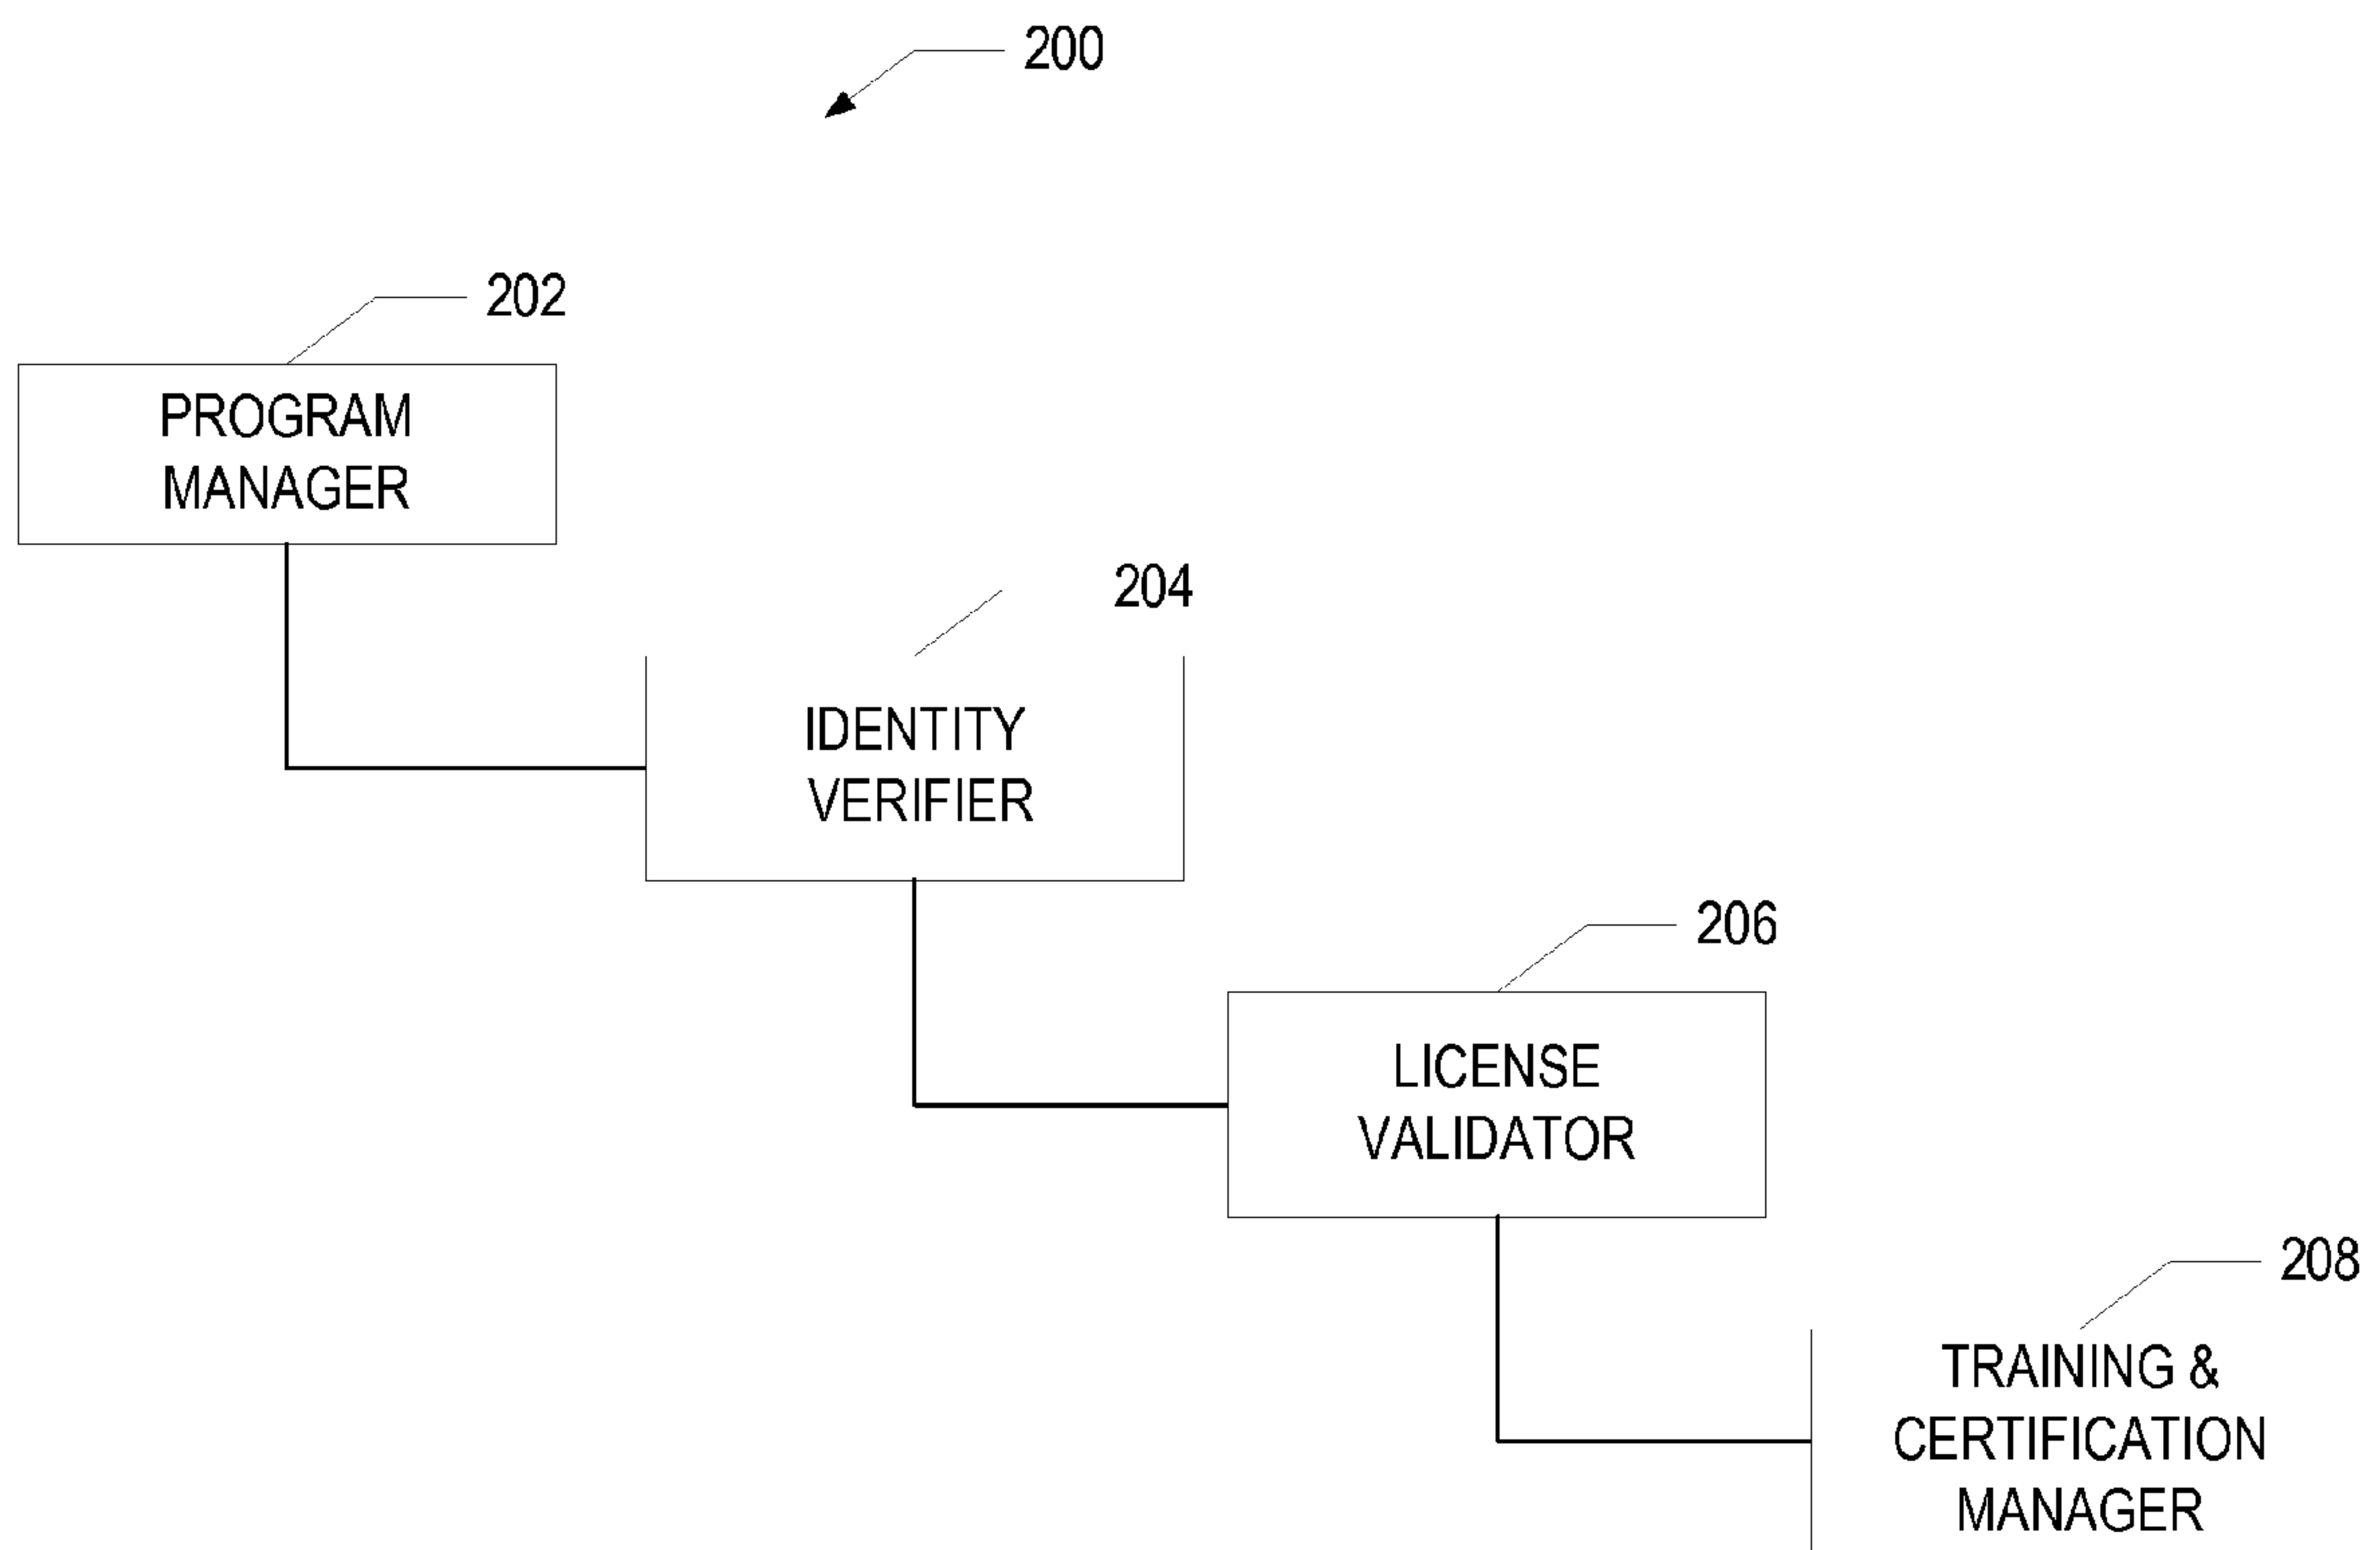 200
202
PROGRAM
MANAGER
204
IDENTITY
VERIFIER
206
LICENSE
VALIDATOR
208
TRAINING &
CERTIFICATION
MANAGER